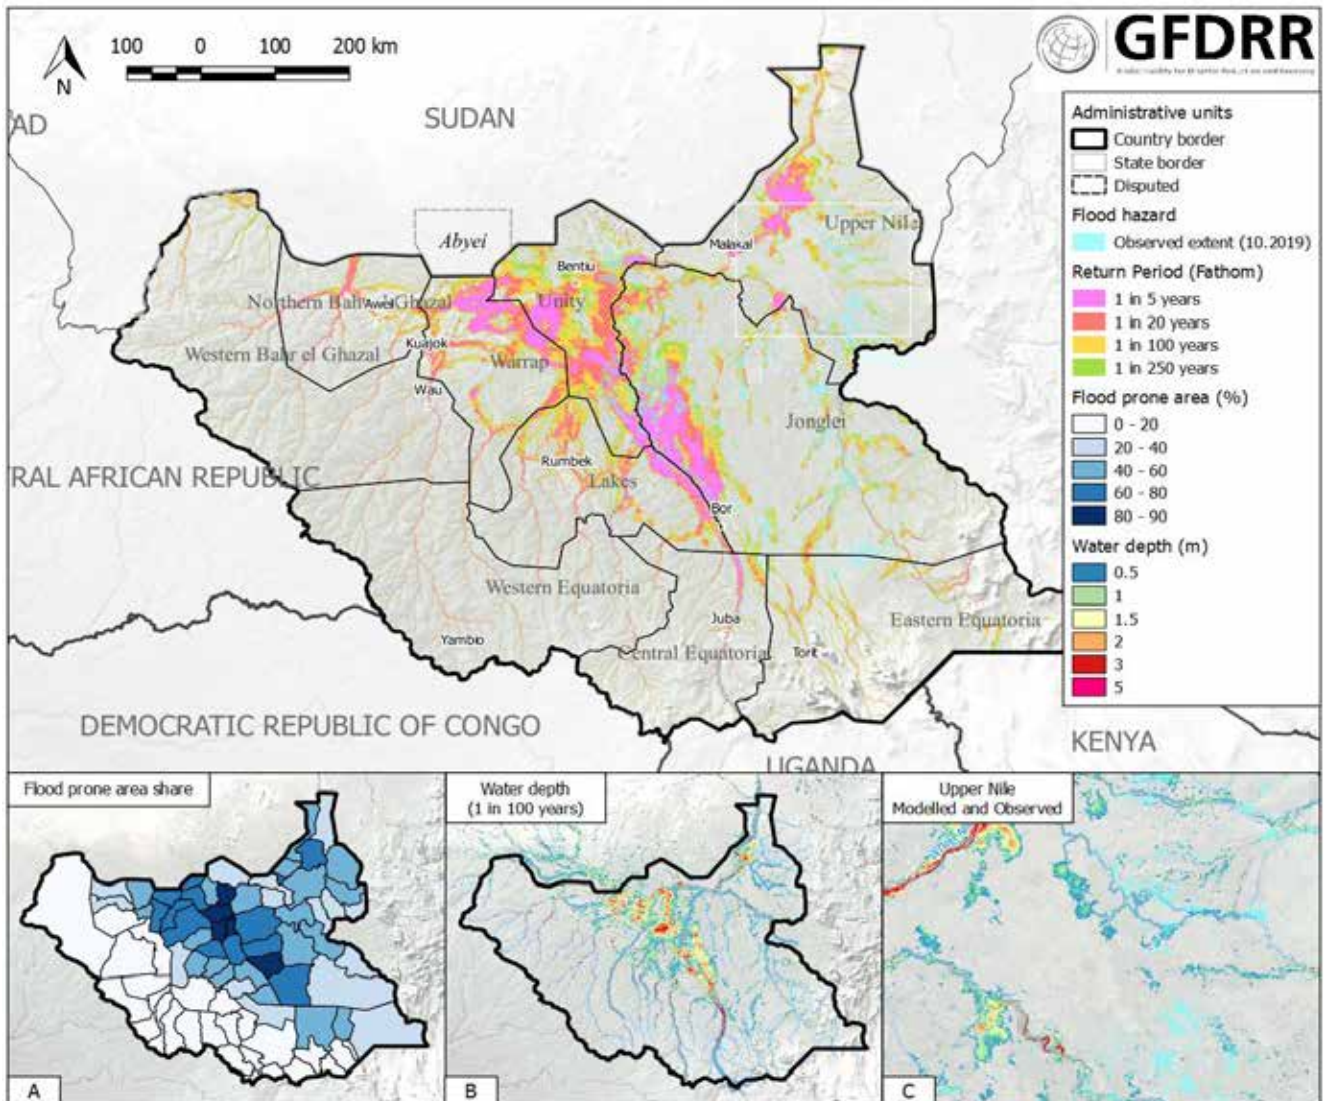 100 0 100 200 km
N
GFDRR
AD
SUDAN
Abyei
Upper Nile
Malakal
Bentiu
Northern Bahr el Ghazal
Aweil
Unity
Kuajok
Western Bahr el Ghazal
Warrap
Wau
Jonglei
Rumbek
RAL AFRICAN REPUBLIC
Lakes
Bor
Western Equatoria
Juba
Eastern Equatoria
Yambio
Central Equatoria
Torit
DEMOCRATIC REPUBLIC OF CONGO
UGANDA
KENYA
Administrative units
Country border
State border
Disputed
Flood hazard
Observed extent (10.2019)
Return Period (Fathom)
1 in 5 years
1 in 20 years
1 in 100 years
1 in 250 years
Flood prone area (%)
0 - 20
20 - 40
40 - 60
60 - 80
80 - 90
Water depth (m)
0.5
1
1.5
2
3
5
Flood prone area share
A
Water depth
(1 in 100 years)
B
Upper Nile
Modelled and Observed
C